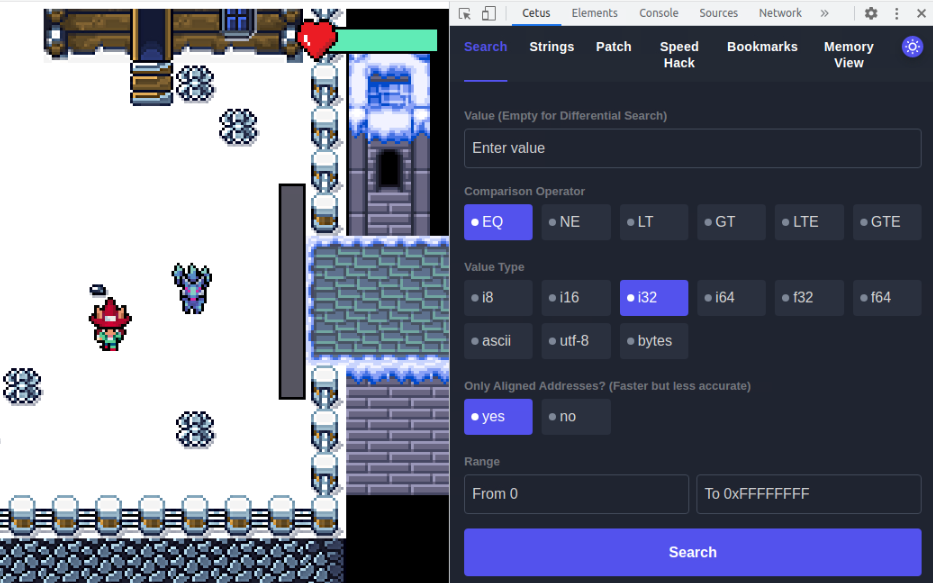 Cetus Elements Console Sources Network »
Search Strings Patch Speed Hack Bookmarks Memory View
Value (Empty for Differential Search)
Enter value
Comparison Operator
EQ NE LT GT LTE GTE
Value Type
i8 i16 i32 i64 f32 f64
ascii utf-8 bytes
Only Aligned Addresses? (Faster but less accurate)
yes no
Range
From 0 To 0xFFFFFFFF
Search